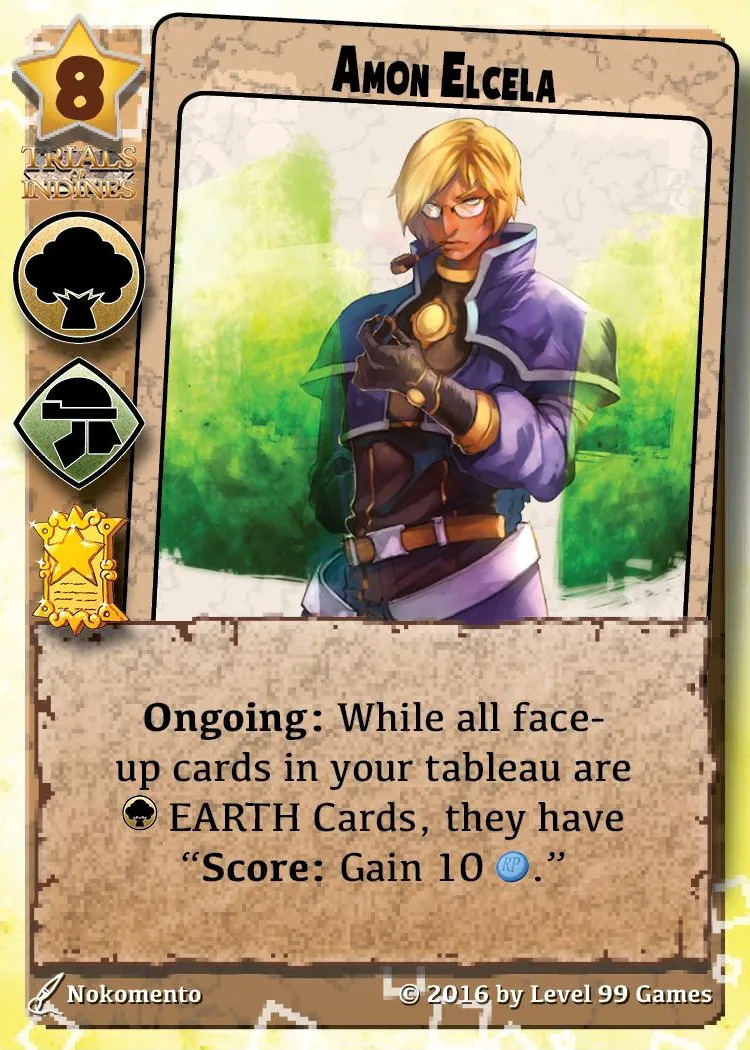 8
AMON ELCELA
TRIALS
OF
INDINES
Ongoing: While all face-
up cards in your tableau are
EARTH Cards, they have
“Score: Gain 10 RP.”
Nokomento
© 2016 by Level 99 Games